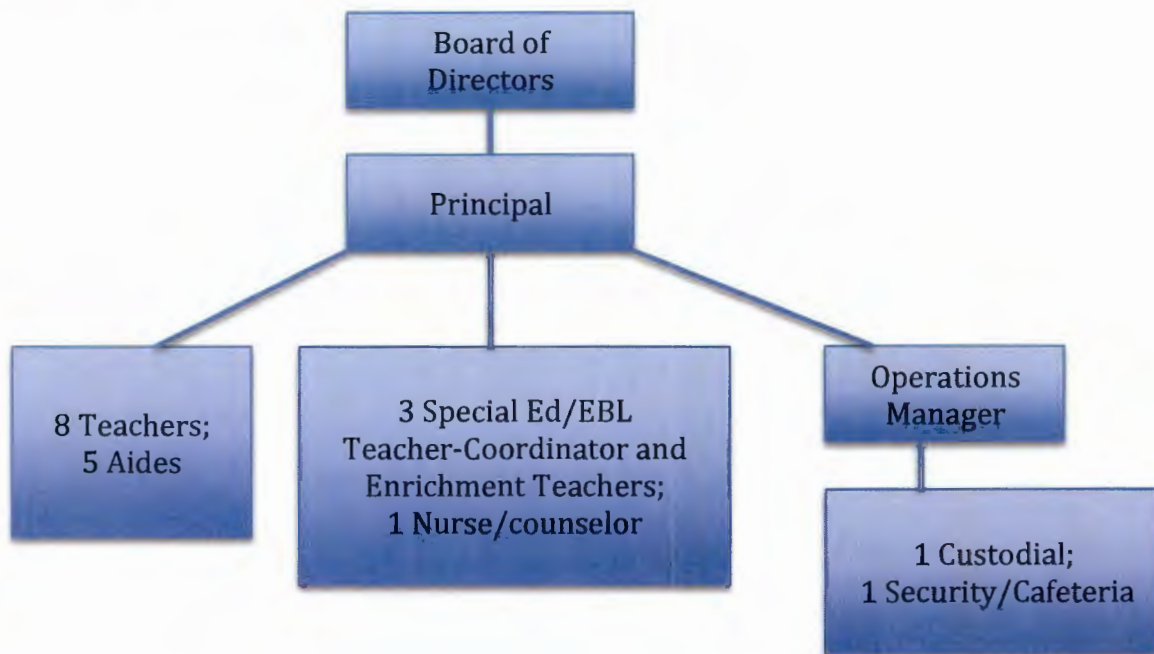 Board of
Directors
Principal
8 Teachers;
5 Aides
3 Special Ed/EBL
Teacher-Coordinator and
Enrichment Teachers;
1 Nurse/counselor
Operations
Manager
1 Custodial;
1 Security/Cafeteria